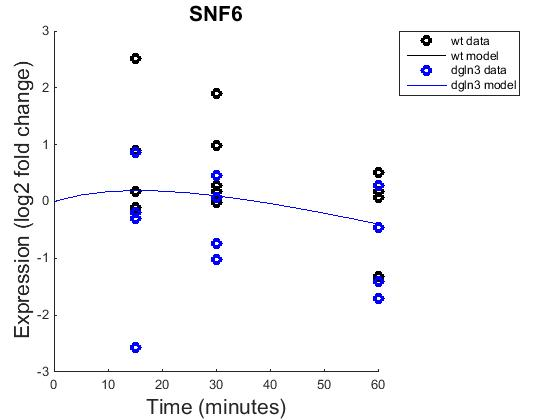 SNF6
Expression (log2 fold change)
3
2
1
0
-1
-2
-3
0 10 20 30 40 50 60
Time (minutes)
wt data
wt model
dgln3 data
dgln3 model